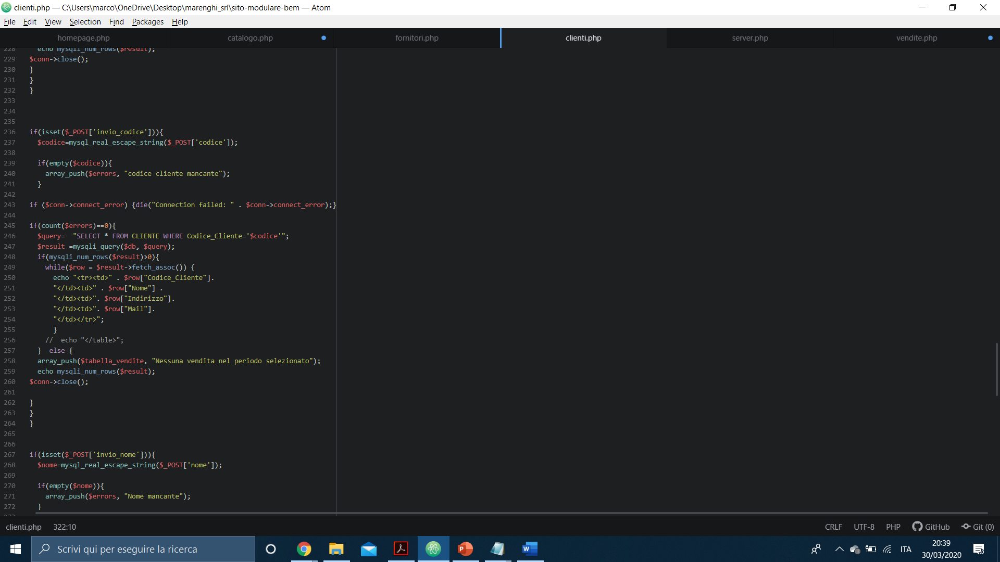 clienti.php — C:\Users\marco\OneDrive\Desktop\marenghi_srl\sito-modulare-bem — Atom
File Edit View Selection Find Packages Help
homepage.php catalogo.php fornitori.php clienti.php server.php vendite.php
228 echo mysqli_num_rows($result);
229 $conn->close();
230 }
231 }
232 }
233
234
235
236 if(isset($_POST['invio_codice'])){
237 $codice=mysql_real_escape_string($_POST['codice']);
238
239 if(empty($codice)){
240 array_push($errors, "codice cliente mancante");
241 }
242
243 if ($conn->connect_error) {die("Connection failed: " . $conn->connect_error);}
244
245 if(count($errors)==0){
246 $query=  "SELECT * FROM CLIENTE WHERE Codice_Cliente='$codice'";
247 $result =mysqli_query($db, $query);
248 if(mysqli_num_rows($result)>0){
249 while($row = $result->fetch_assoc()) {
250 echo "<tr><td>" . $row["Codice_Cliente"].
251 "</td><td>" . $row["Nome"] .
252 "</td><td>". $row["Indirizzo"].
253 "</td><td>". $row["Mail"].
254 "</td></tr>";
255 }
256 //  echo "</table>";
257 }  else {
258 array_push($tabella_vendite, "Nessuna vendita nel periodo selezionato");
259 echo mysqli_num_rows($result);
260 $conn->close();
261
262 }
263 }
264 }
265
266
267 if(isset($_POST['invio_nome'])){
268 $nome=mysql_real_escape_string($_POST['nome']);
269
270 if(empty($nome)){
271 array_push($errors, "Nome mancante");
272 }
273
clienti.php 322:10 CRLF UTF-8 PHP GitHub Git (0)
Scrivi qui per eseguire la ricerca ITA 20:39
30/03/2020